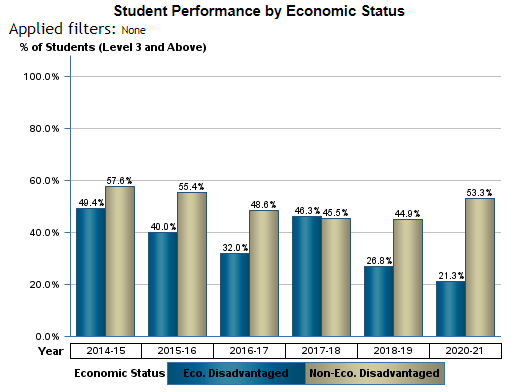 Student Performance by Economic Status
Applied filters: None
% of Students (Level 3 and Above)
100.0%
80.0%
60.0%
40.0%
20.0%
0.0%
49.4% 57.6% 40.0% 55.4% 32.0% 48.6% 46.3% 45.5% 26.8% 44.9% 21.3% 53.3%
Year 2014-15 2015-16 2016-17 2017-18 2018-19 2020-21
Economic Status Eco. Disadvantaged Non-Eco. Disadvantaged